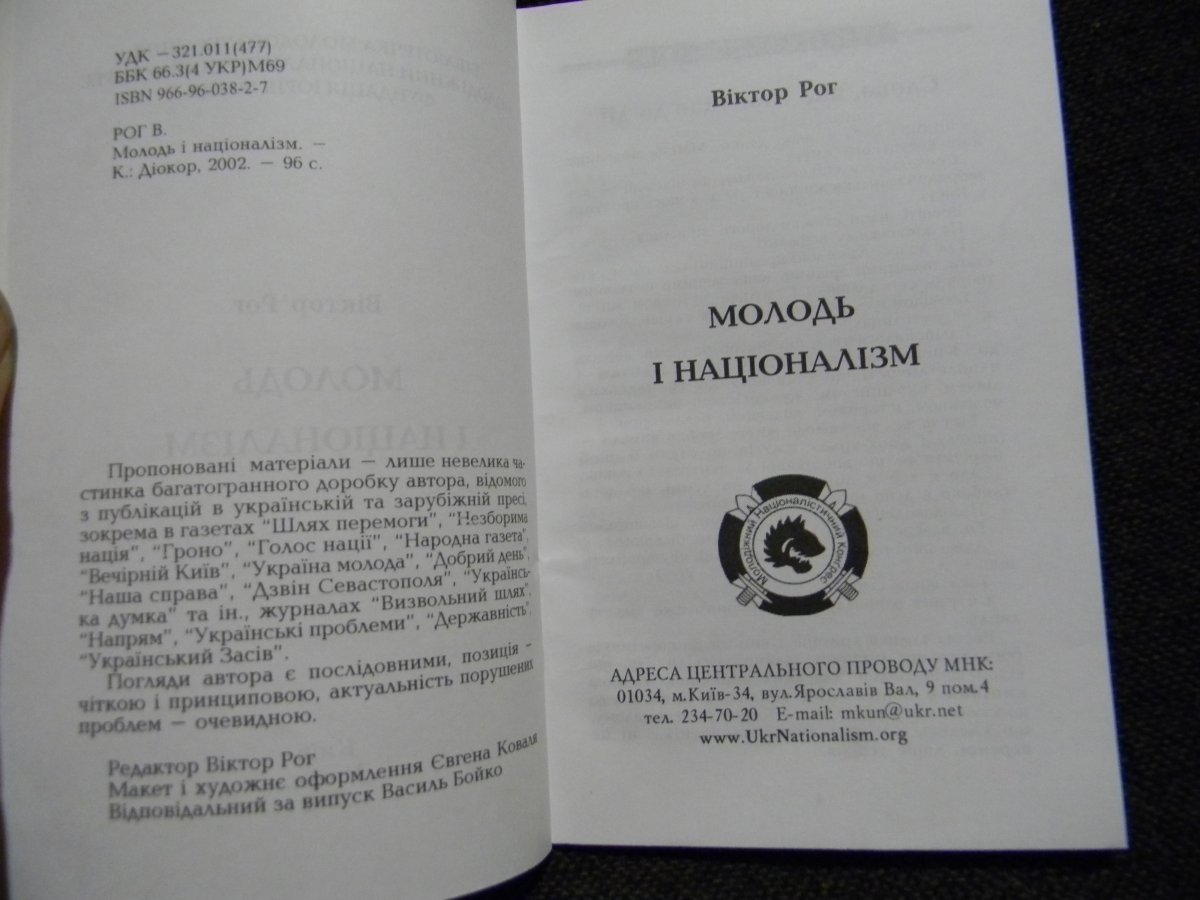 УДК — 321.011(477)
ББК 66.3(4 УКР)М69
ISBN 966-96-038-2-7
РОГ В.
Молодь і націоналізм. —
К.: Діокор, 2002. — 96 с.
Пропоновані матеріали — лише невелика ча-
стинка багатогранного доробку автора, відомого
з публікацій в українській та зарубіжній пресі,
зокрема в газетах "Шлях перемоги", "Незборима
нація", "Гроно", "Голос нації", "Народна газета",
"Вечірній Київ", "Україна молода", "Добрий день",
"Наша справа", "Дзвін Севастополя", "Українсь-
ка думка" та ін., журналах "Визвольний шлях",
"Напрям", "Українські проблеми", "Державність",
"Український Засів".
Погляди автора є послідовними, позиція -
чіткою і принциповою, актуальність порушених
проблем — очевидною.
Редактор Віктор Рог
Макет і художнє оформлення Євгена Коваля
Відповідальний за випуск Василь Бойко
Віктор Рог
МОЛОДЬ
І НАЦІОНАЛІЗМ
Молодіжний Націоналістичний Конгрес
АДРЕСА ЦЕНТРАЛЬНОГО ПРОВОДУ МНК:
01034, м.Київ-34, вул.Ярославів Вал, 9 пом.4
тел. 234-70-20 E-mail: mkun@ukr.net
www.UkrNationalism.org